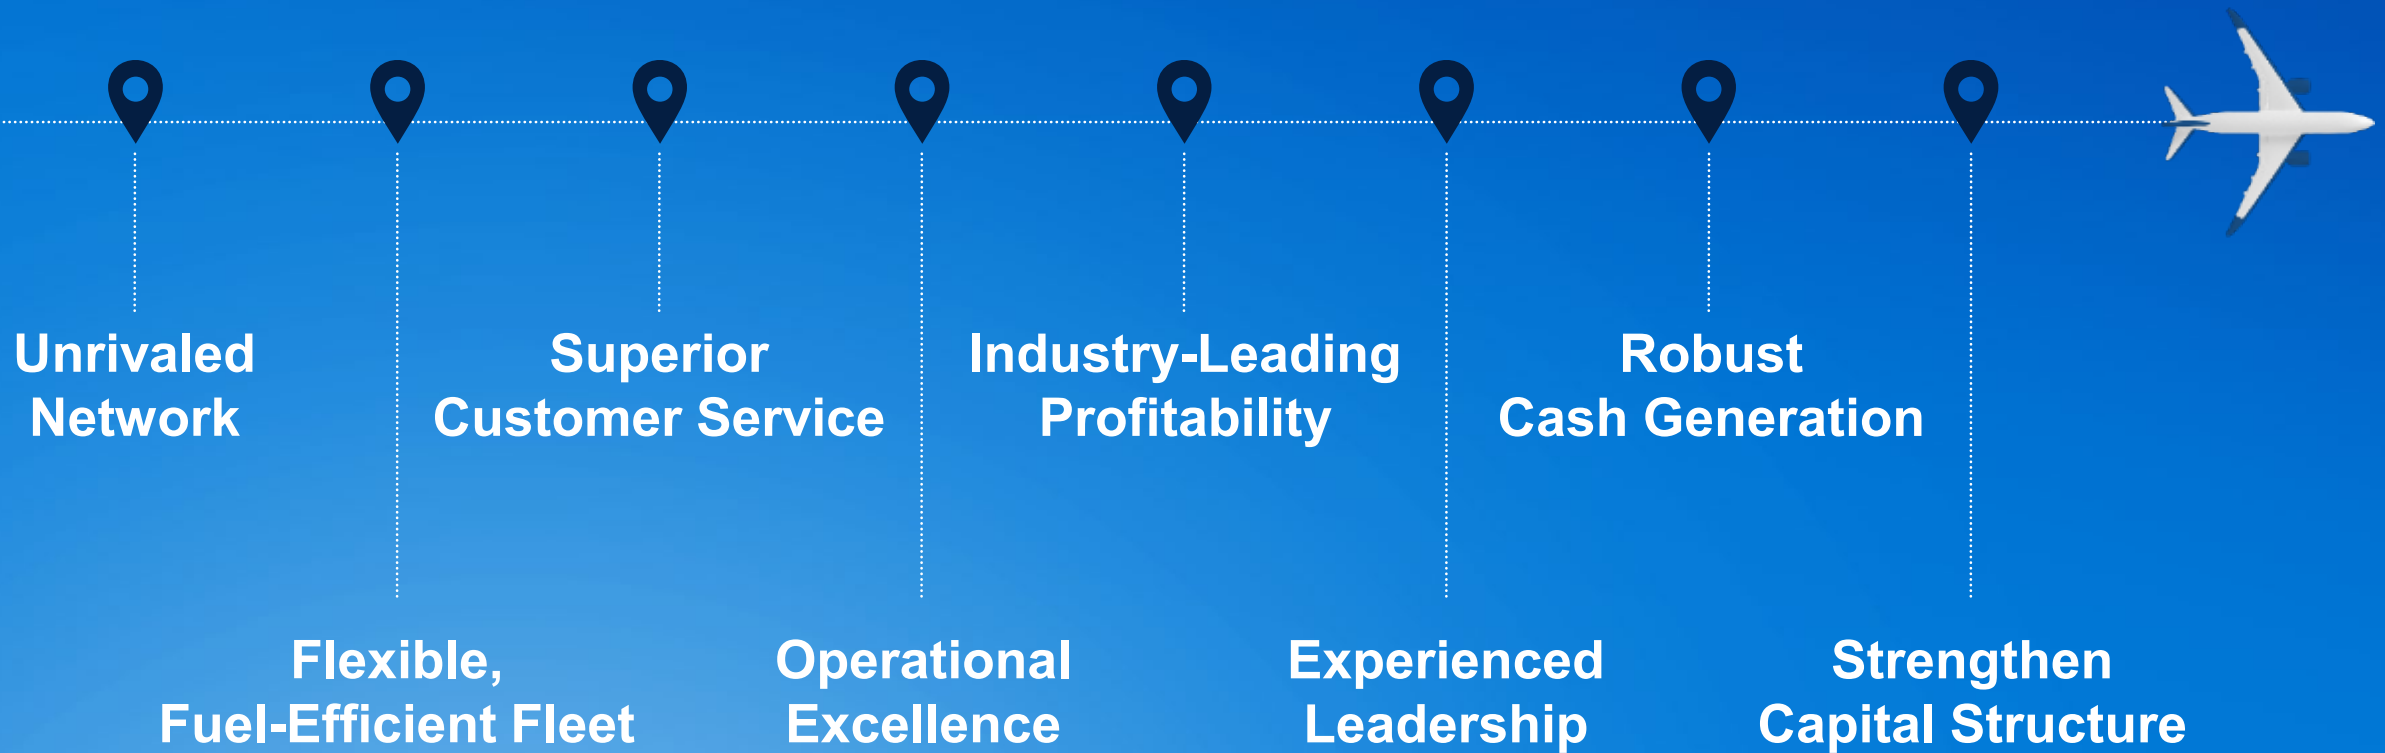 Unrivaled
Network
Flexible,
Fuel-Efficient Fleet
Superior
Customer Service
Operational
Excellence
Industry-Leading
Profitability
Experienced
Leadership
Robust
Cash Generation
Strengthen
Capital Structure